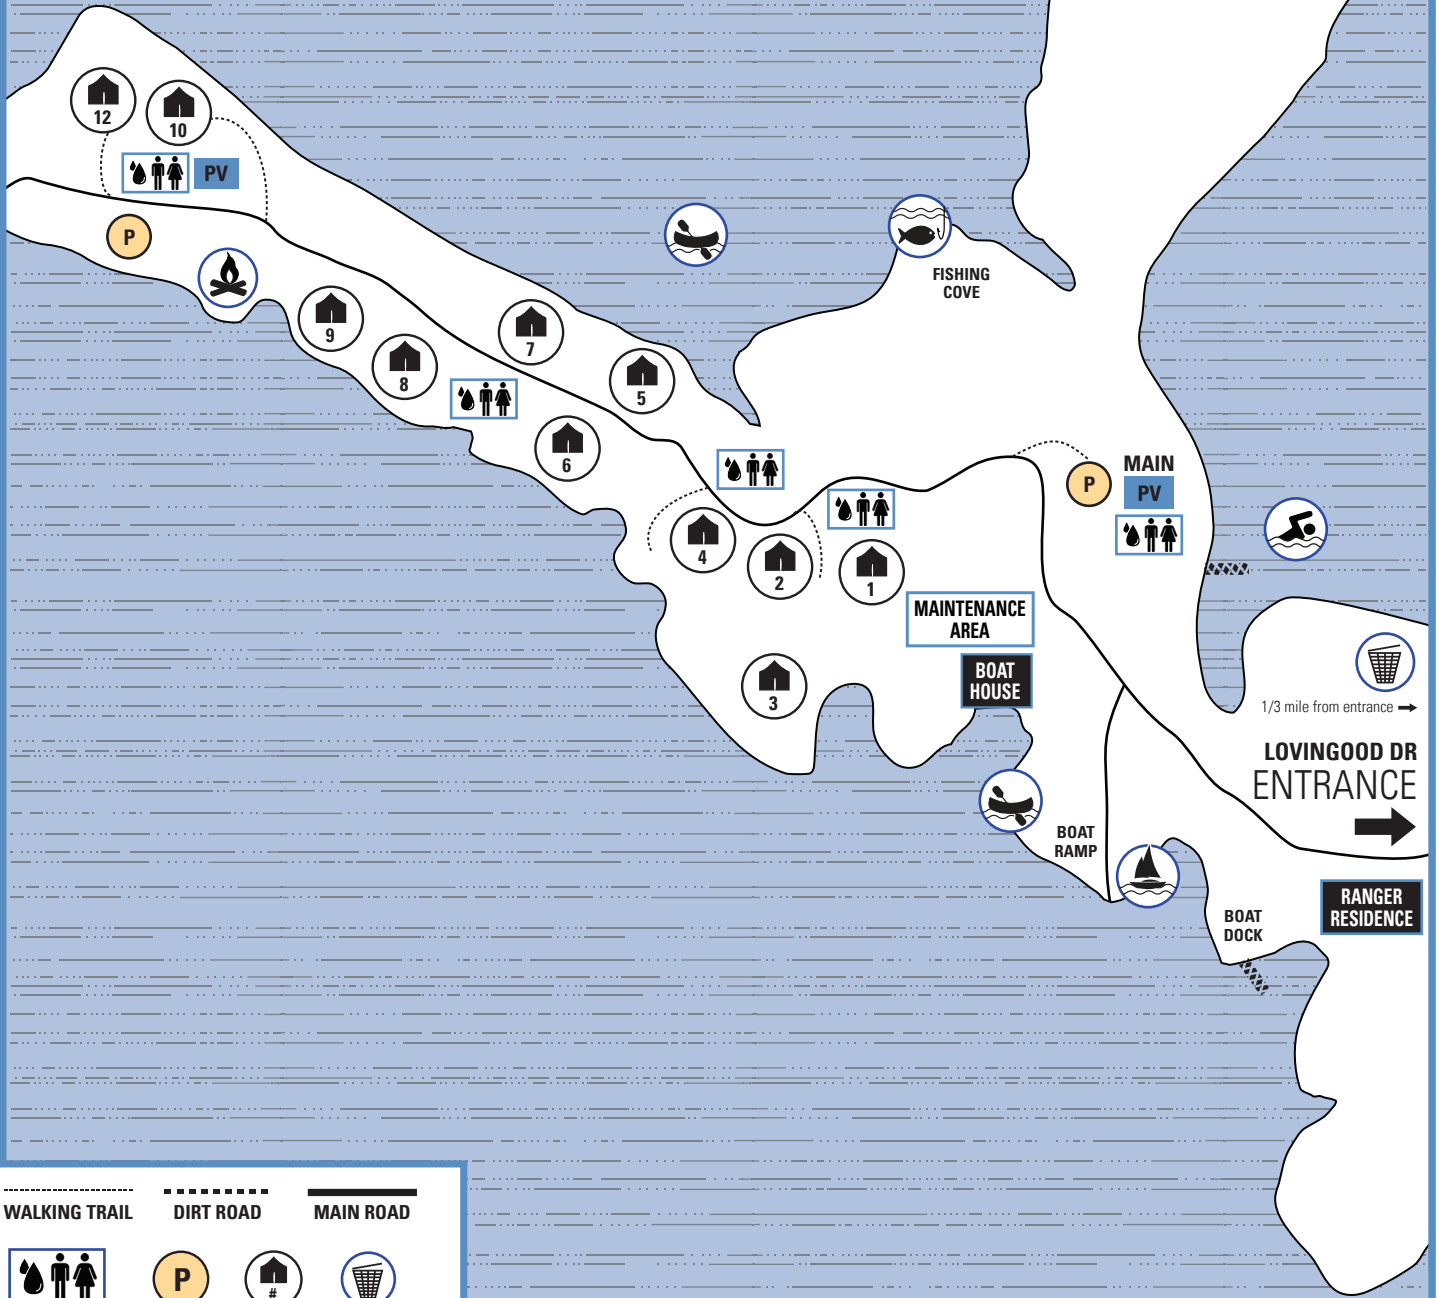 12
10
PV
P
9
8
7
5
6
4
2
1
3
FISHING
COVE
P
MAIN
PV
MAINTENANCE
AREA
BOAT
HOUSE
1/3 mile from entrance
LOVINGOOD DR
ENTRANCE
BOAT
RAMP
BOAT
DOCK
RANGER
RESIDENCE
WALKING TRAIL
DIRT ROAD
MAIN ROAD
P
#